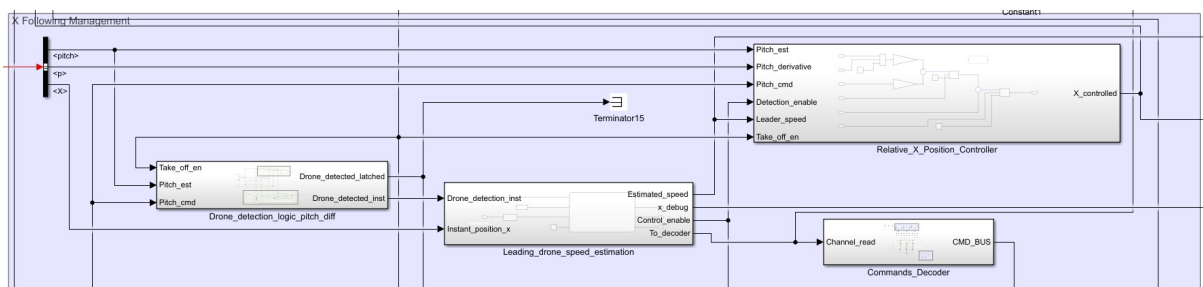 Constant1
X Following Management
<pitch>
<p>
<X>
Pitch_est
Pitch_derivative
Pitch_cmd
Detection_enable
Leader_speed
Take_off_en
X_controlled
Relative_X_Position_Controller
Terminator15
Take_off_en
Pitch_est
Pitch_cmd
Drone_detected_latched
Drone_detected_inst
Drone_detection_logic_pitch_diff
Drone_detection_inst
Instant_position_x
Estimated_speed
x_debug
Control_enable
To_decoder
Leading_drone_speed_estimation
Channel_read
CMD_BUS
Commands_Decoder